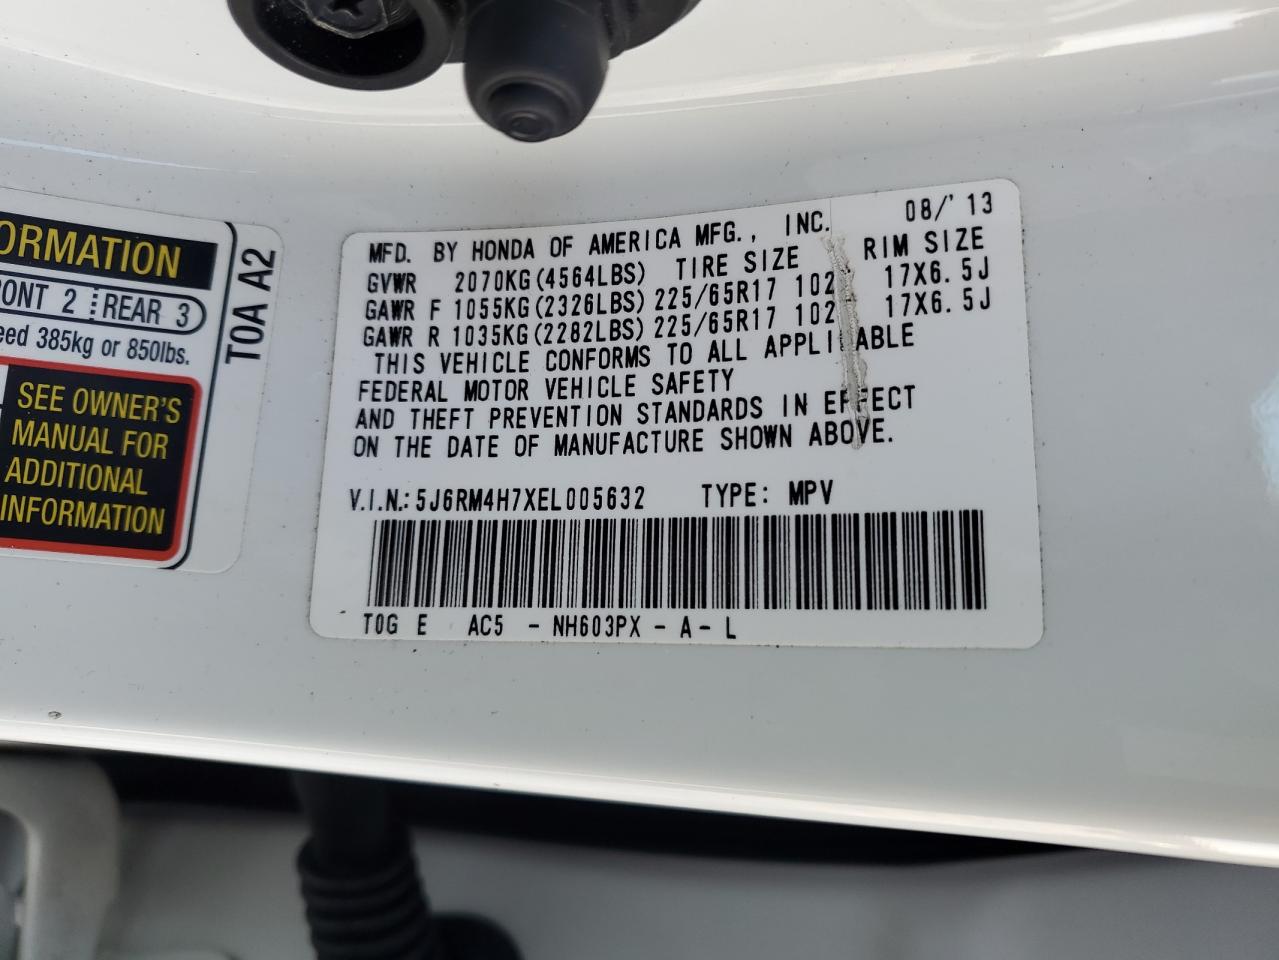 ORMATION
ONT 2 REAR 3
eed 385kg or 850lbs.
SEE OWNER'S
MANUAL FOR
ADDITIONAL
INFORMATION
T0A A2
MFD. BY HONDA OF AMERICA MFG., INC. 08/'13
GVWR 2070KG(4564LBS) TIRE SIZE RIM SIZE
GAWR F 1055KG(2326LBS) 225/65R17 102 17X6.5J
GAWR R 1035KG(2282LBS) 225/65R17 102 17X6.5J
THIS VEHICLE CONFORMS TO ALL APPLICABLE
FEDERAL MOTOR VEHICLE SAFETY
AND THEFT PREVENTION STANDARDS IN EFFECT
ON THE DATE OF MANUFACTURE SHOWN ABOVE.
V.I.N.: 5J6RM4H7XEL005632 TYPE: MPV
T0G E AC5 - NH603PX - A - L